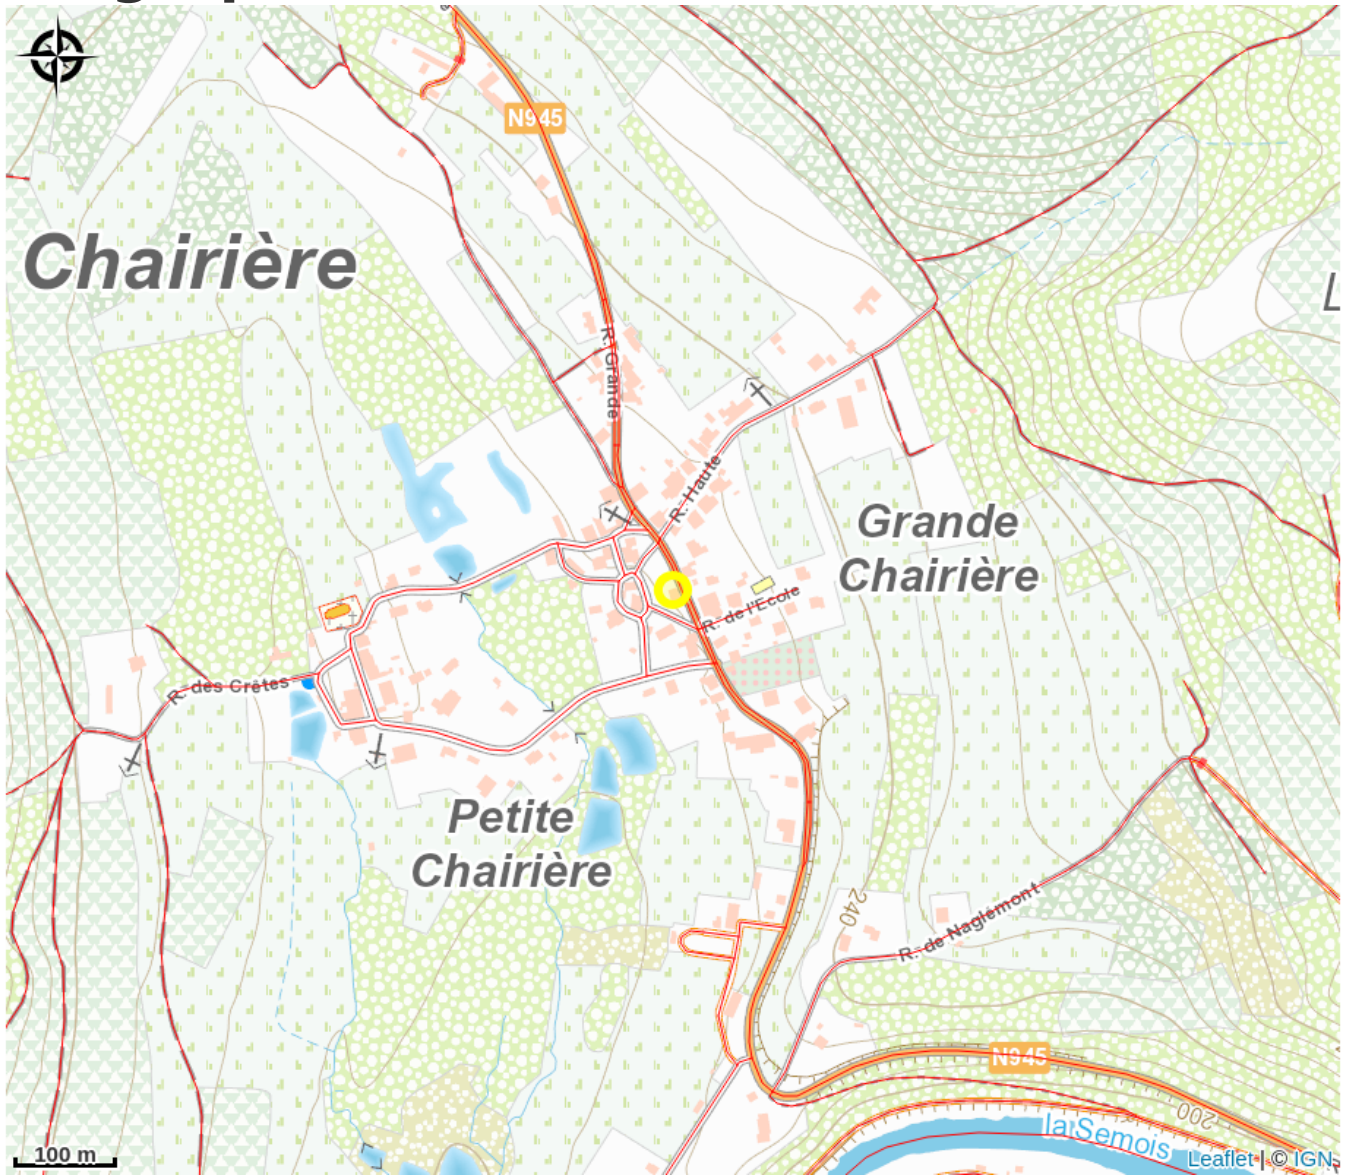 N945
Chairière
R. Grande
R. Haute
Grande
Chairière
R. de l'Ecole
R. des Crêtes
Petite
Chairière
240
R. de Naglémont
N945
200
la Semois
100 m
Leaflet | © IGN